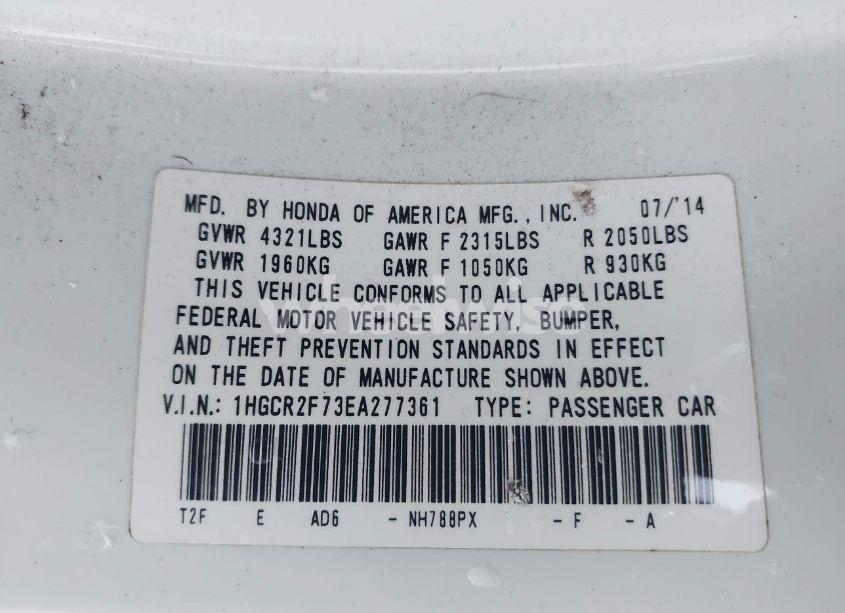 MFD. BY HONDA OF AMERICA MFG., INC. 07/'14
GVWR 4321LBS GAWR F 2315LBS R 2050LBS
GVWR 1960KG GAWR F 1050KG R 930KG
THIS VEHICLE CONFORMS TO ALL APPLICABLE
FEDERAL MOTOR VEHICLE SAFETY, BUMPER,
AND THEFT PREVENTION STANDARDS IN EFFECT
ON THE DATE OF MANUFACTURE SHOWN ABOVE.
V.I.N.: 1HGCR2F73EA277361 TYPE: PASSENGER CAR
T2F E AD6 - NH788PX - F - A